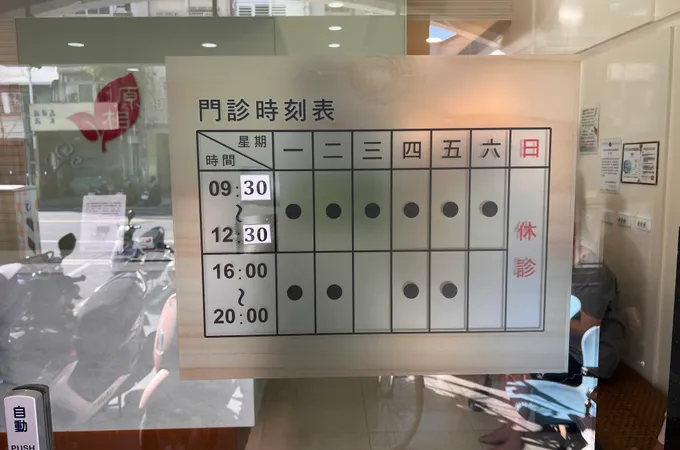 門診時刻表
星期 一 二 三 四 五 六 日
時間
09:30
~
12:30
● ● ● ● ● ●
16:00
~
20:00
● ● ● ●
休診
自動
PUSH